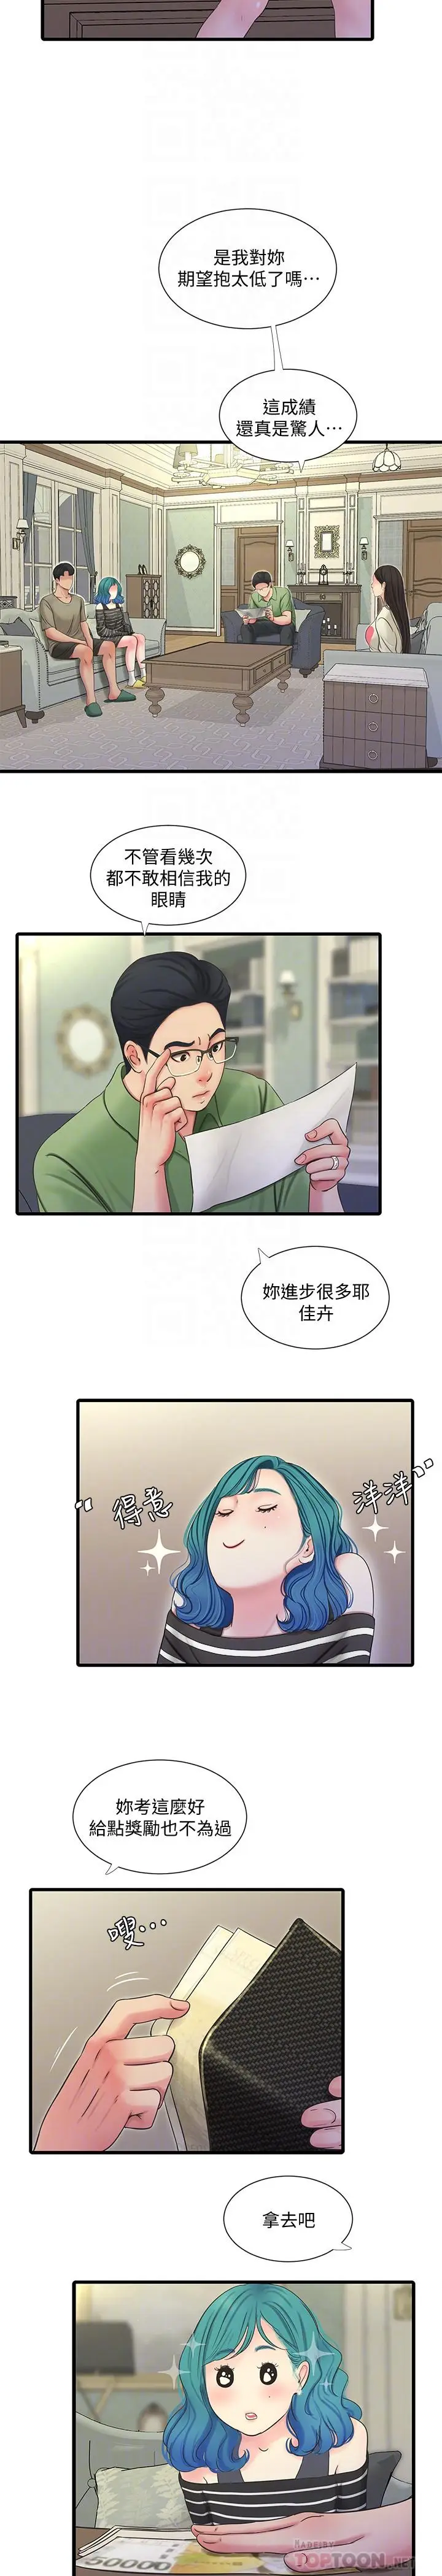 是我對妳
期望抱太低了嗎⋯
這成績
還真是驚人⋯
不管看幾次
都不敢相信我的
眼睛
妳進步很多耶
佳卉
得意
洋洋
妳考這麼好
給點獎勵也不為過
嗖⋯
拿去吧
50000
MADE BY
TOPTOON.NET